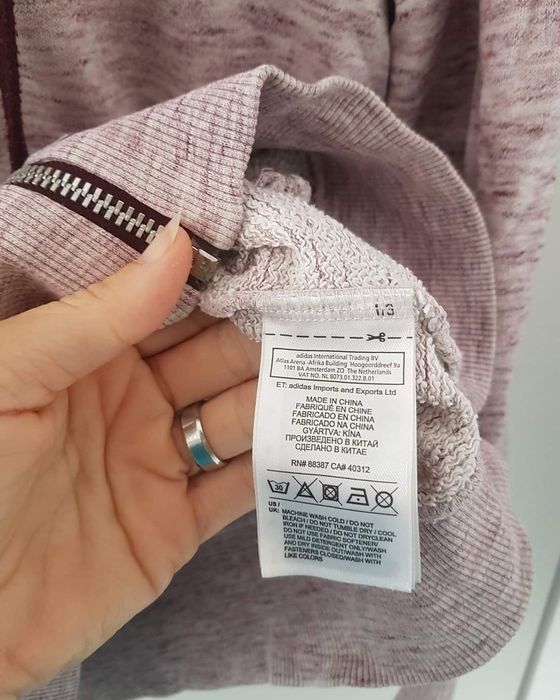 1/3
adidas International Trading BV
Atlas Arena -Afrika Building Hoogoorddreef 9a
1101 BA Amsterdam ZO The Netherlands
VAT NO. NL 8073.01.322.B.01
ET: adidas Imports and Exports Ltd
MADE IN CHINA
FABRIQUÉ EN CHINE
FABRICADO EN CHINA
FABRICADO NA CHINA
GYÁRTVA: KÍNA
ПРОИЗВЕДЕНО В КИТАЙ
СДЕЛАНО В КИТАЕ
RN# 88387 CA# 40312
30
US /
UK: MACHINE WASH COLD / DO NOT
BLEACH / DO NOT TUMBLE DRY / COOL
IRON IF NEEDED / DO NOT DRYCLEAN
DO NOT USE FABRIC SOFTENER/
USE MILD DETERGENT ONLY/WASH
AND DRY INSIDE OUT/WASH WITH
FASTENERS CLOSED/WASH WITH
LIKE COLORS